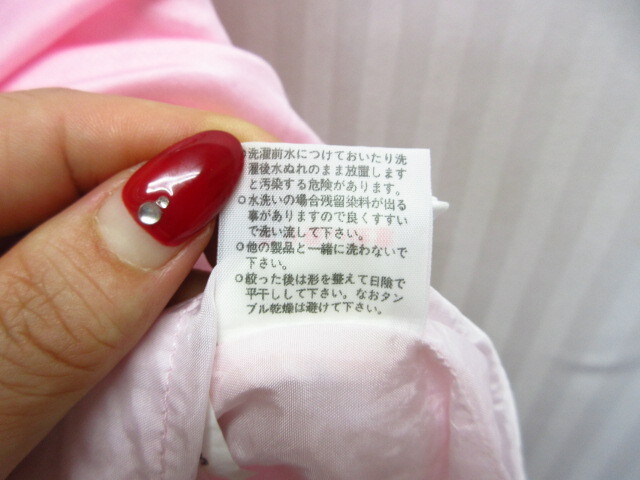 ○洗濯前水につけておいたり洗
濯後水ぬれのまま放置します
と汚染する危険があります。
○水洗いの場合残留染料が出る
事がありますので良くすすい
で洗い流して下さい。
○他の製品と一緒に洗わないで
下さい。
○絞った後は形を整えて日陰で
平干しして下さい。なおタン
ブル乾燥は避けて下さい。